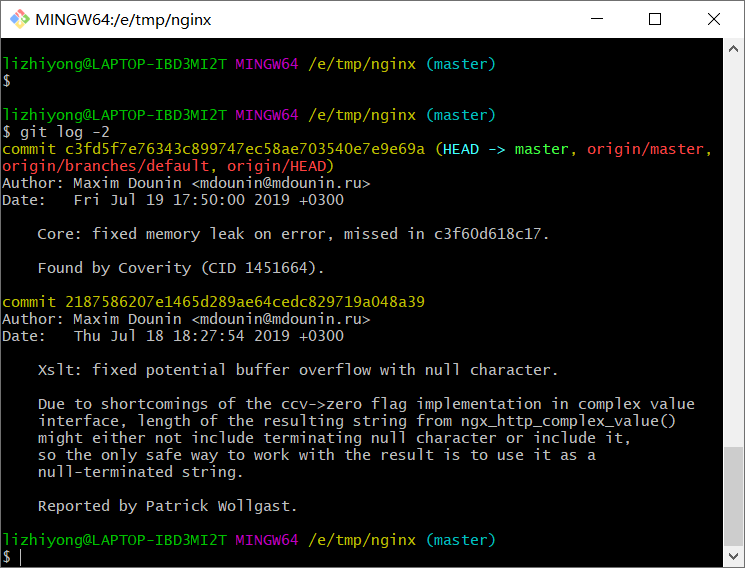 MINGW64:/e/tmp/nginx
lizhiyong@LAPTOP-IBD3MI2T MINGW64 /e/tmp/nginx (master)
$
lizhiyong@LAPTOP-IBD3MI2T MINGW64 /e/tmp/nginx (master)
$ git log -2
commit c3fd5f7e76343c899747ec58ae703540e7e9e69a (HEAD -> master, origin/master,
origin/branches/default, origin/HEAD)
Author: Maxim Dounin <mdounin@mdounin.ru>
Date:   Fri Jul 19 17:50:00 2019 +0300
    Core: fixed memory leak on error, missed in c3f60d618c17.
    Found by Coverity (CID 1451664).
commit 2187586207e1465d289ae64cedc829719a048a39
Author: Maxim Dounin <mdounin@mdounin.ru>
Date:   Thu Jul 18 18:27:54 2019 +0300
    Xslt: fixed potential buffer overflow with null character.
    Due to shortcomings of the ccv->zero flag implementation in complex value
    interface, length of the resulting string from ngx_http_complex_value()
    might either not include terminating null character or include it,
    so the only safe way to work with the result is to use it as a
    null-terminated string.
    Reported by Patrick Wollgast.
lizhiyong@LAPTOP-IBD3MI2T MINGW64 /e/tmp/nginx (master)
$